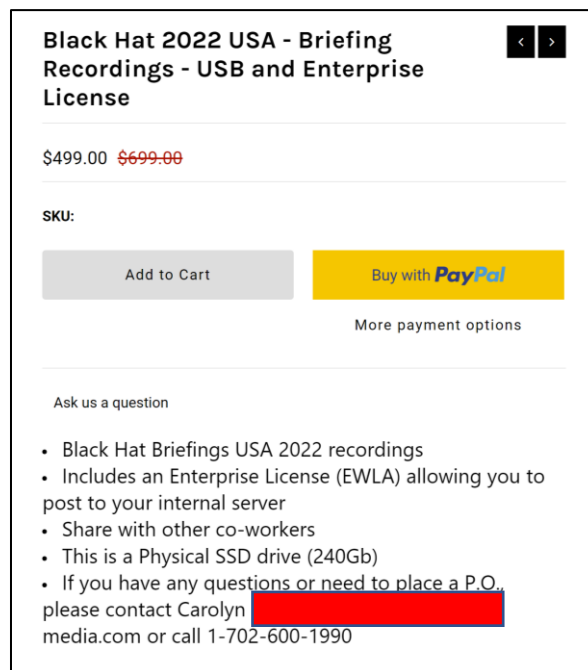 Black Hat 2022 USA - Briefing
Recordings - USB and Enterprise
License
< >
$499.00 $699.00
SKU:
Add to Cart
Buy with PayPal
More payment options
Ask us a question
• Black Hat Briefings USA 2022 recordings
• Includes an Enterprise License (EWLA) allowing you to
post to your internal server
• Share with other co-workers
• This is a Physical SSD drive (240Gb)
• If you have any questions or need to place a P.O.,
please contact Carolyn
media.com or call 1-702-600-1990